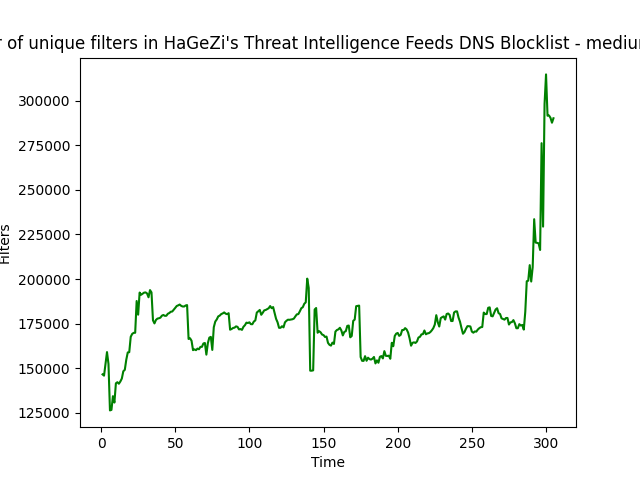 of unique filters in HaGeZi's Threat Intelligence Feeds DNS Blocklist -
Filters
300000
275000
250000
225000
200000
175000
150000
125000
0 50 100 150 200 250 300
Time